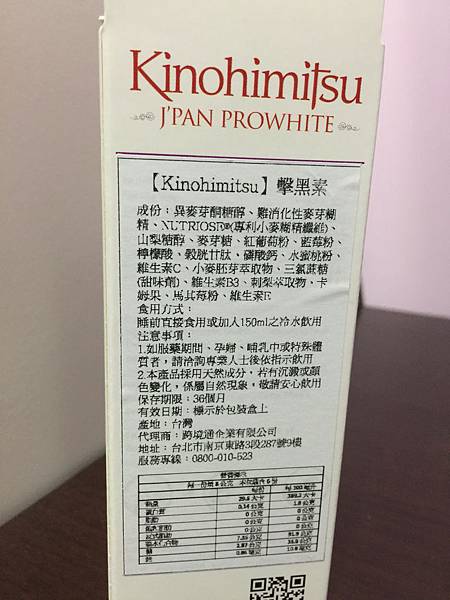 Kinohimitsu
J'PAN PROWHITE
【Kinohimitsu】擊黑素
成份：異麥芽酮糖醇、難消化性麥芽糊
精、NUTRIOSE®(專利小麥糊精纖維)、
山梨糖醇、麥芽糖、紅葡萄粉、藍莓粉、
檸檬酸、穀胱甘肽、磷酸鈣、水蜜桃粉、
維生素C、小麥胚芽萃取物、三氯蔗糖
(甜味劑)、維生素B3、刺梨萃取物、卡
姆果、馬其莓粉、維生素E
食用方式：
睡前直接食用或加入150ml之冷水飲用
注意事項：
1.如服藥期間、孕婦、哺乳中或特殊體
質者，請洽詢專業人士後依指示飲用
2.本產品採用天然成分，若有沉澱或顏
色變化，係屬自然現象，敬請安心飲用
保存期限：36個月
有效日期：標示於包裝盒上
產地：台灣
代理商：跨境通企業有限公司
地址：台北市南京東路3段287號9樓
服務專線：0800-010-523
營養標示